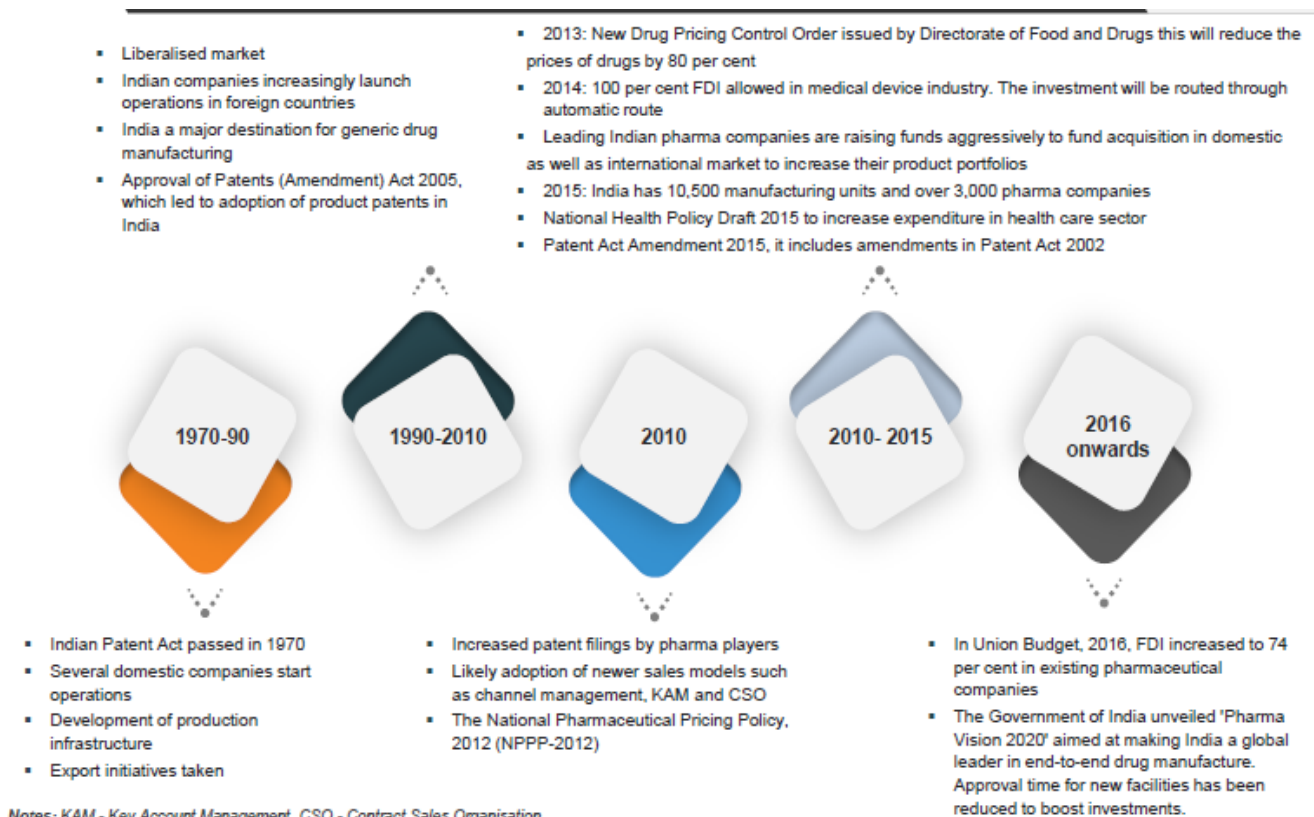 ▪ Liberalised market
▪ Indian companies increasingly launch
operations in foreign countries
▪ India a major destination for generic drug
manufacturing
▪ Approval of Patents (Amendment) Act 2005,
which led to adoption of product patents in
India
▪ 2013: New Drug Pricing Control Order issued by Directorate of Food and Drugs this will reduce the
prices of drugs by 80 per cent
▪ 2014: 100 per cent FDI allowed in medical device industry. The investment will be routed through
automatic route
▪ Leading Indian pharma companies are raising funds aggressively to fund acquisition in domestic
as well as international market to increase their product portfolios
▪ 2015: India has 10,500 manufacturing units and over 3,000 pharma companies
▪ National Health Policy Draft 2015 to increase expenditure in health care sector
▪ Patent Act Amendment 2015, it includes amendments in Patent Act 2002
1970-90
1990-2010
2010
2010- 2015
2016
onwards
▪ Indian Patent Act passed in 1970
▪ Several domestic companies start
operations
▪ Development of production
infrastructure
▪ Export initiatives taken
▪ Increased patent filings by pharma players
▪ Likely adoption of newer sales models such
as channel management, KAM and CSO
▪ The National Pharmaceutical Pricing Policy,
2012 (NPPP-2012)
▪ In Union Budget, 2016, FDI increased to 74
per cent in existing pharmaceutical
companies
▪ The Government of India unveiled 'Pharma
Vision 2020' aimed at making India a global
leader in end-to-end drug manufacture.
Approval time for new facilities has been
reduced to boost investments.
Notes: KAM - Key Account Management, CSO - Contract Sales Organisation